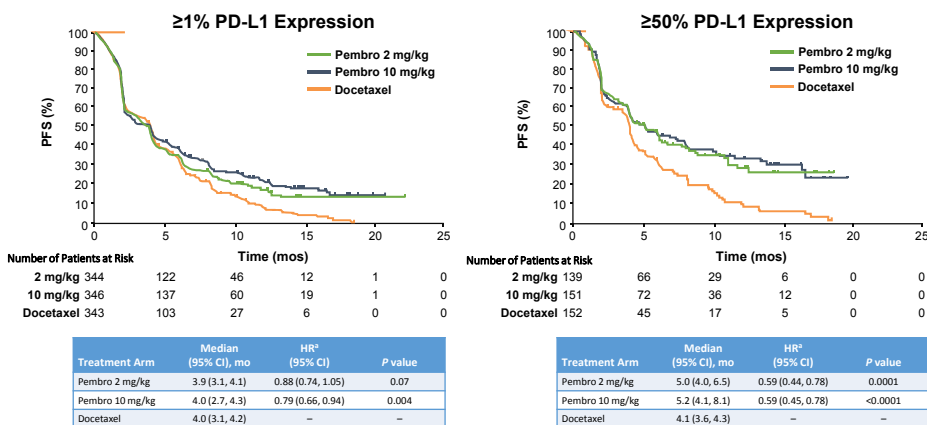 ≥1% PD-L1 Expression
100
90
80
70
60
50
40
30
20
10
0
PFS (%)
Pembro 2 mg/kg
Pembro 10 mg/kg
Docetaxel
0 5 10 15 20 25
Time (mos)
Number of Patients at Risk
2 mg/kg 344 122 46 12 1 0
10 mg/kg 346 137 60 19 1 0
Docetaxel 343 103 27 6 0 0
Treatment Arm Median (95% CI), mo HRª (95% CI) P value
Pembro 2 mg/kg 3.9 (3.1, 4.1) 0.88 (0.74, 1.05) 0.07
Pembro 10 mg/kg 4.0 (2.7, 4.3) 0.79 (0.66, 0.94) 0.004
Docetaxel 4.0 (3.1, 4.2) – –
≥50% PD-L1 Expression
100
90
80
70
60
50
40
30
20
10
0
PFS (%)
Pembro 2 mg/kg
Pembro 10 mg/kg
Docetaxel
0 5 10 15 20 25
Time (mos)
Number of Patients at Risk
2 mg/kg 139 66 29 6 0 0
10 mg/kg 151 72 36 12 0 0
Docetaxel 152 45 17 5 0 0
Treatment Arm Median (95% CI), mo HRª (95% CI) P value
Pembro 2 mg/kg 5.0 (4.0, 6.5) 0.59 (0.44, 0.78) 0.0001
Pembro 10 mg/kg 5.2 (4.1, 8.1) 0.59 (0.45, 0.78) <0.0001
Docetaxel 4.1 (3.6, 4.3) – –